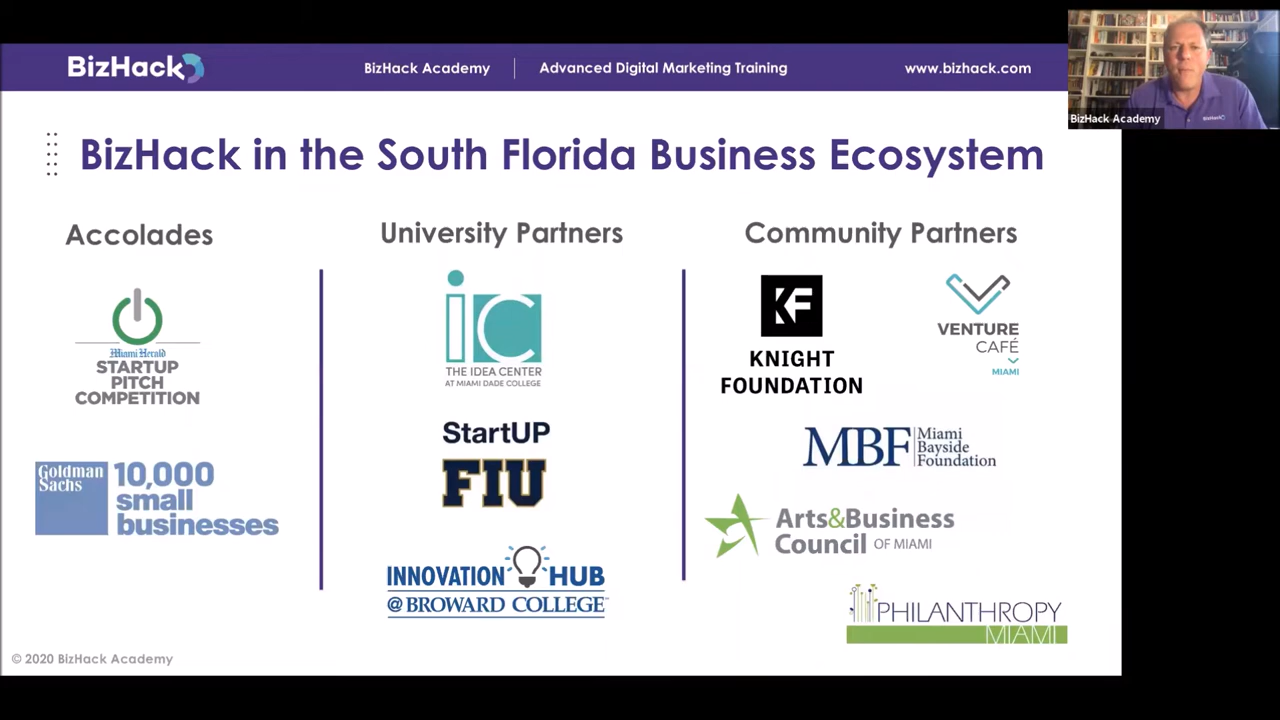 BizHack
BizHack Academy
Advanced Digital Marketing Training
www.bizhack.com
BizHack Academy
BizHack in the South Florida Business Ecosystem
Accolades
Miami Herald
STARTUP
PITCH
COMPETITION
Goldman
Sachs
10,000
small
businesses
University Partners
ic
THE IDEA CENTER
AT MIAMI DADE COLLEGE
StartUP
FIU
INNOVATION HUB
@BROWARD COLLEGE
Community Partners
KF
KNIGHT
FOUNDATION
VENTURE
CAFÉ
MIAMI
MBF Miami
Bayside
Foundation
Arts&Business
Council OF MIAMI
PHILANTHROPY
MIAMI
© 2020 BizHack Academy